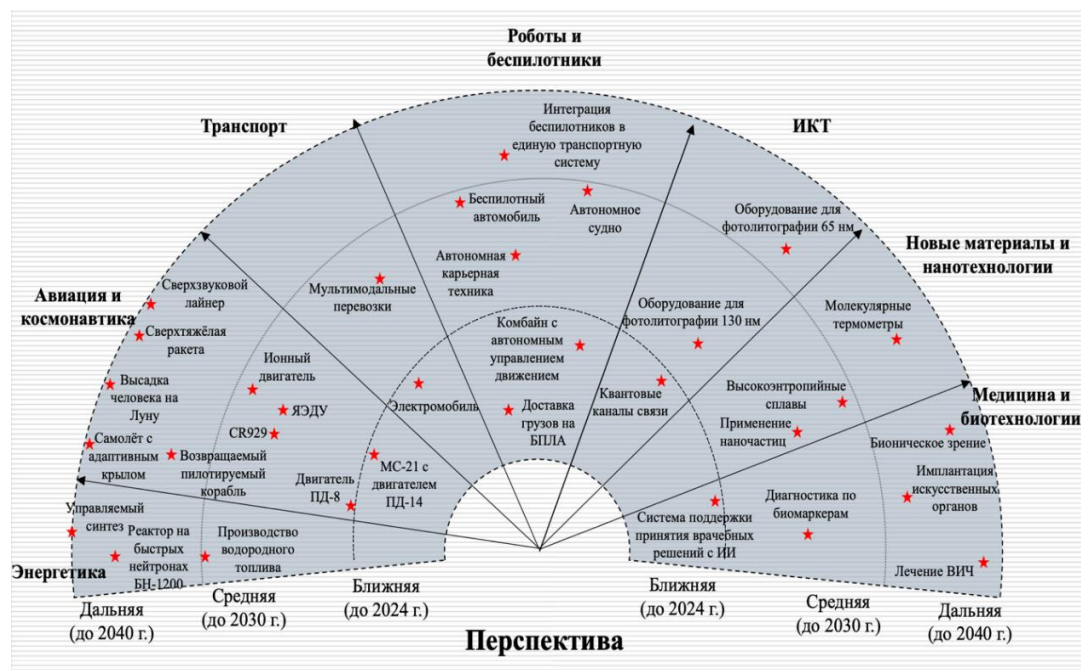 Роботы и
беспилотники
Транспорт
ИКТ
Интеграция
беспилотников в
единую транспортную
систему
Беспилотный
автомобиль
Автономное
судно
Оборудование для
фотолитографии 65 нм
Новые материалы и
нанотехнологии
Автономная
карьерная
техника
Мультимодальные
перевозки
Авиация и
космонавтика
Сверхзвуковой
лайнер
Сверхтяжёлая
ракета
Оборудование для
фотолитографии 130 нм
Молекулярные
термометры
Комбайн с
автономным
управлением
движением
Ионный
двигатель
Высадка
человека на
Луну
ЯЭДУ
Электромобиль
Доставка
грузов на
БПЛА
Квантовые
каналы связи
Высокоэнтропийные
сплавы
Применение
наночастиц
Медицина и
биотехнологии
Бионическое зрение
CR929
Самолёт с
адаптивным
крылом
Возвращаемый
пилотируемый
корабль
Двигатель
ПД-8
МС-21 с
двигателем
ПД-14
Имплантация
искусственных
органов
Диагностика по
биомаркерам
Система поддержки
принятия врачебных
решений с ИИ
Управляемый
синтез
Реактор на
быстрых
нейтронах
БН-1200
Производство
водородного
топлива
Энергетика
Лечение ВИЧ
Дальняя
(до 2040 г.)
Средняя
(до 2030 г.)
Ближняя
(до 2024 г.)
Ближняя
(до 2024 г.)
Средняя
(до 2030 г.)
Дальняя
(до 2040 г.)
Перспектива